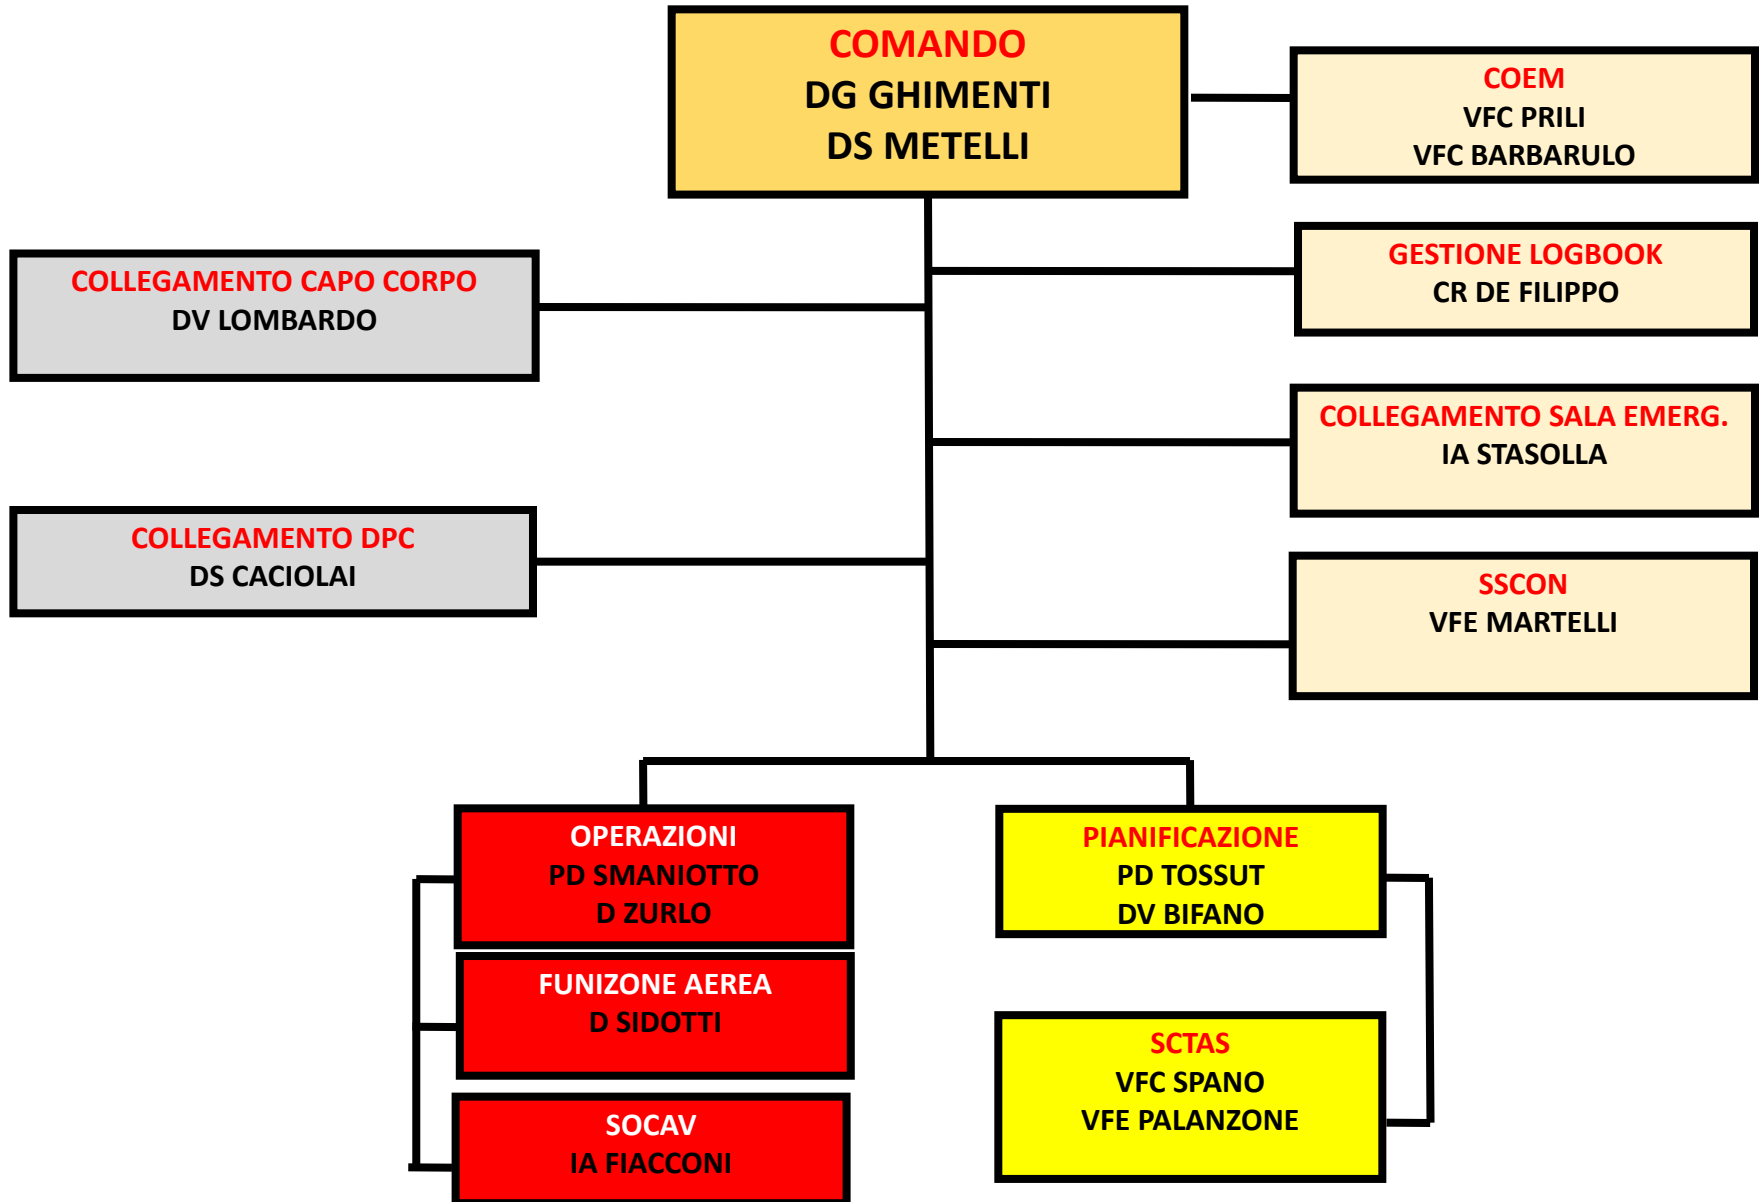 COMANDO
DG GHIMENTI
DS METELLI
COEM
VFC PRILI
VFC BARBARULO
COLLEGAMENTO CAPO CORPO
DV LOMBARDO
GESTIONE LOGBOOK
CR DE FILIPPO
COLLEGAMENTO SALA EMERG.
IA STASOLLA
COLLEGAMENTO DPC
DS CACIOLAI
SSCON
VFE MARTELLI
OPERAZIONI
PD SMANIOTTO
D ZURLO
FUNIZONE AEREA
D SIDOTTI
SOCAV
IA FIACCONI
PIANIFICAZIONE
PD TOSSUT
DV BIFANO
SCTAS
VFC SPANO
VFE PALANZONE